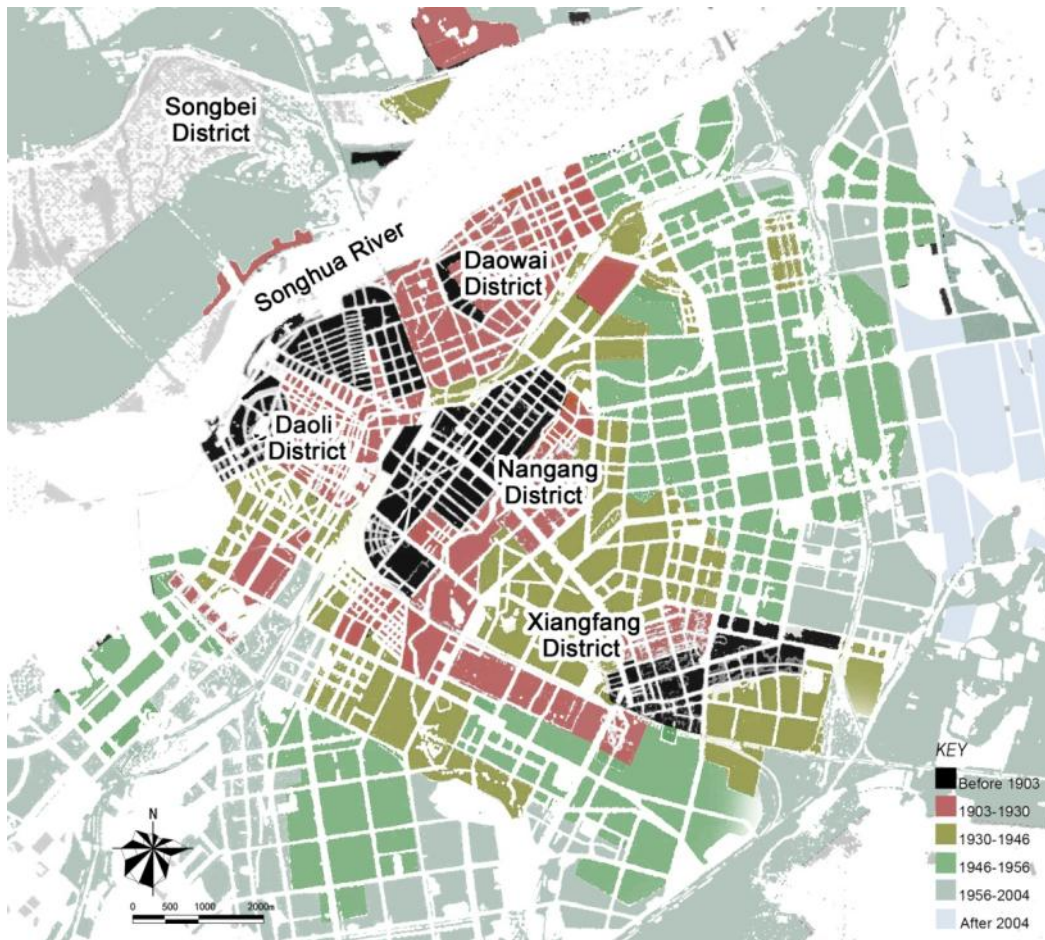 Songbei
District
Songhua River
Daowai
District
Daoli
District
Nangang
District
Xiangfang
District
KEY
Before 1903
1903-1930
1930-1946
1946-1956
1956-2004
After 2004
N
0 500 1000 2000m